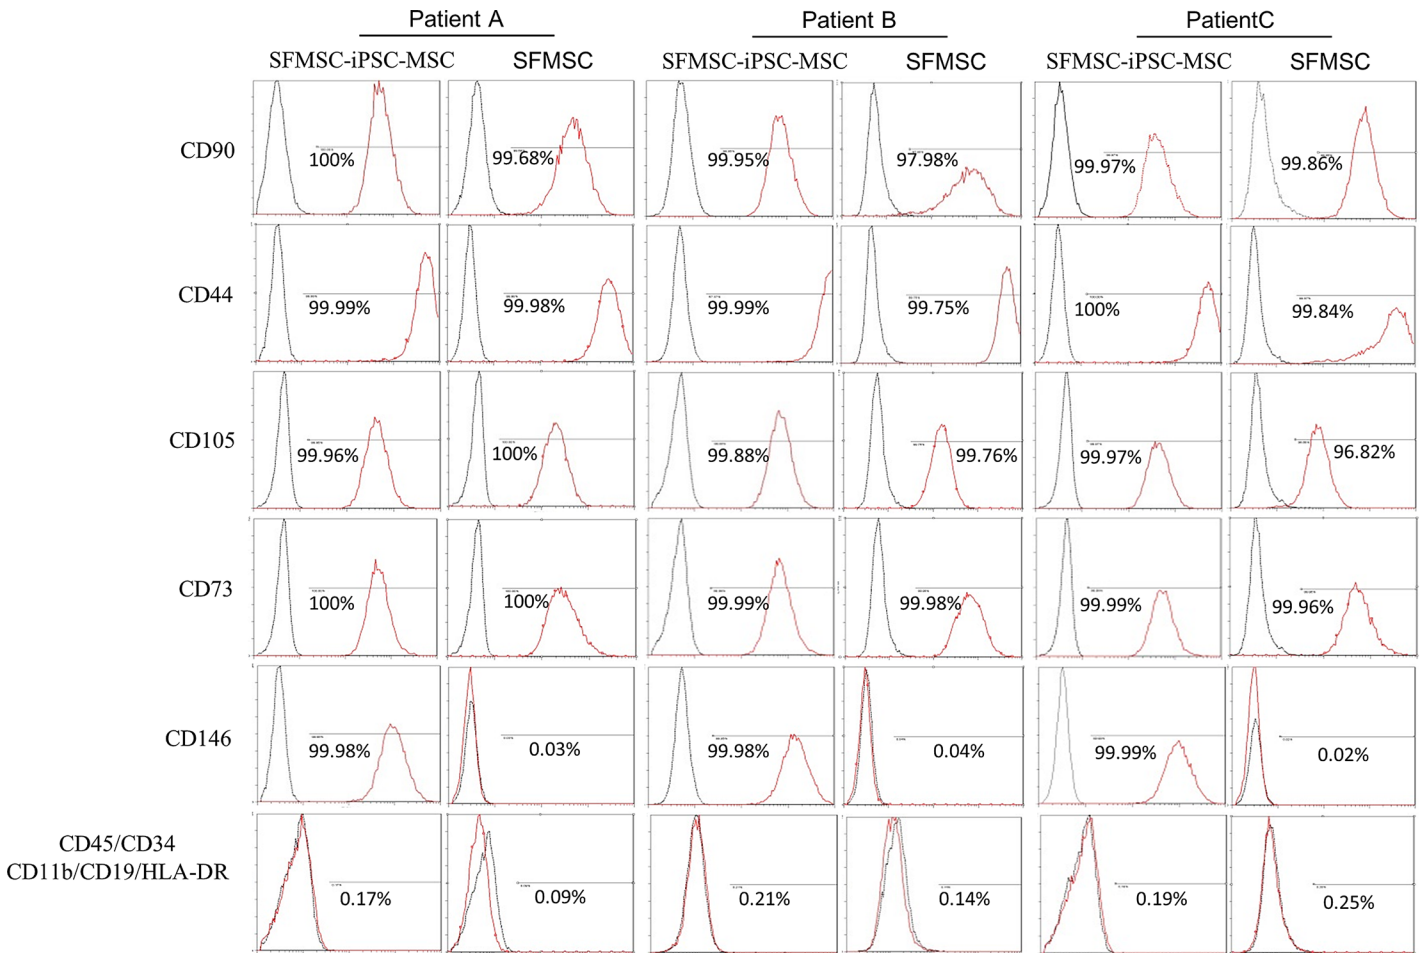 Patient A Patient B PatientC
SFMSC-iPSC-MSC SFMSC SFMSC-iPSC-MSC SFMSC SFMSC-iPSC-MSC SFMSC
CD90 100% 99.68% 99.95% 97.98% 99.97% 99.86%
CD44 99.99% 99.98% 99.99% 99.75% 100% 99.84%
CD105 99.96% 100% 99.88% 99.76% 99.97% 96.82%
CD73 100% 100% 99.99% 99.98% 99.99% 99.96%
CD146 99.98% 0.03% 99.98% 0.04% 99.99% 0.02%
CD45/CD34
CD11b/CD19/HLA-DR 0.17% 0.09% 0.21% 0.14% 0.19% 0.25%